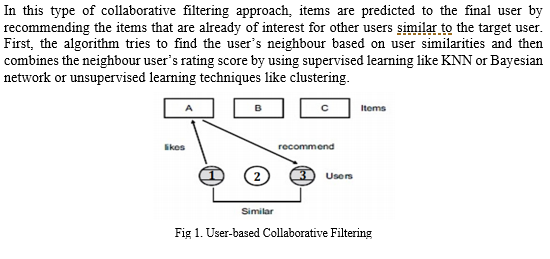 In this type of collaborative filtering approach, items are predicted to the final user by
recommending the items that are already of interest for other users similar to the target user.
First, the algorithm tries to find the user's neighbour based on user similarities and then
combines the neighbour user's rating score by using supervised learning like KNN or Bayesian
network or unsupervised learning techniques like clustering.
A B C Items
likes recommend
1 2 3 Users
Similar
Fig 1. User-based Collaborative Filtering